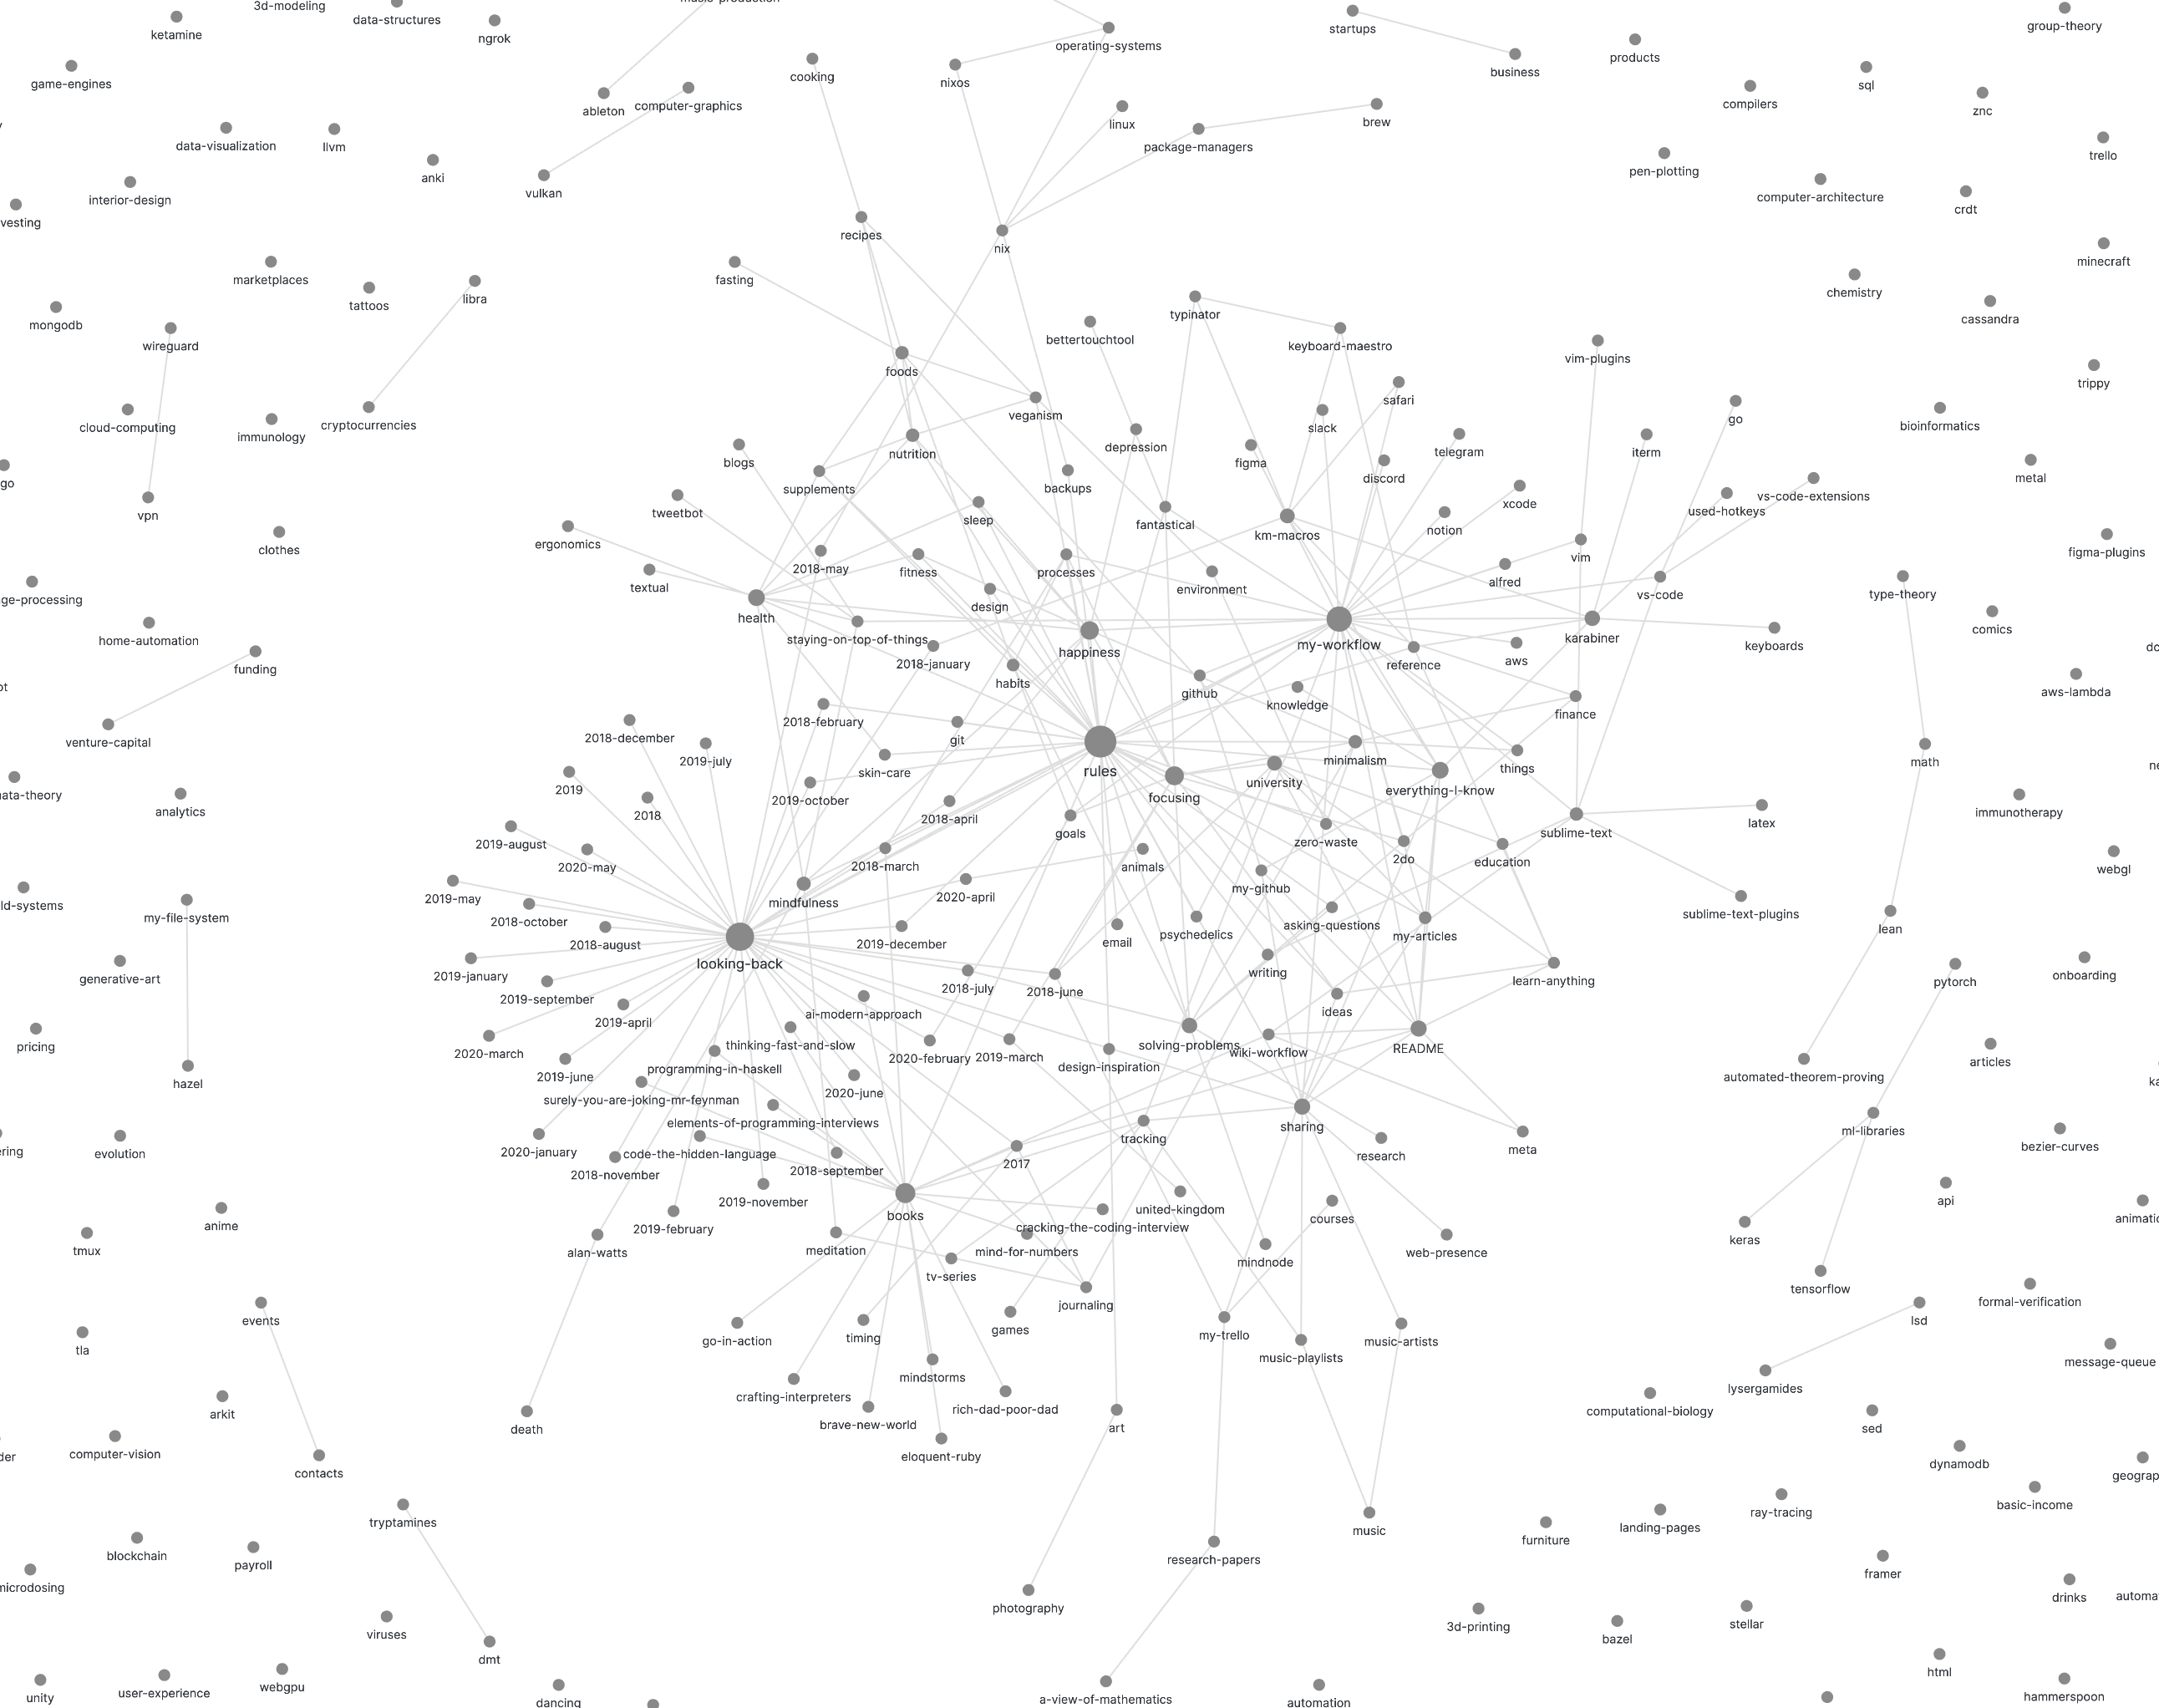 3d-modeling
data-structures
ketamine
ngrok
operating-systems
startups
group-theory
products
business
cooking
nixos
game-engines
sql
ableton
computer-graphics
compilers
znc
linux
brew
data-visualization
llvm
package-managers
trello
anki
pen-plotting
vulkan
interior-design
computer-architecture
crdt
vesting
recipes
nix
minecraft
marketplaces
fasting
tattoos
libra
chemistry
typinator
cassandra
mongodb
bettertouchtool
wireguard
keyboard-maestro
vim-plugins
foods
trippy
safari
veganism
go
cloud-computing
cryptocurrencies
slack
bioinformatics
immunology
depression
nutrition
telegram
iterm
blogs
figma
metal
go
discord
supplements
backups
vs-code-extensions
tweetbot
xcode
used-hotkeys
vpn
sleep
fantastical
notion
km-macros
ergonomics
clothes
figma-plugins
vim
2018-may
fitness
processes
alfred
textual
environment
vs-code
type-theory
ge-processing
design
health
comics
home-automation
staying-on-top-of-things
karabiner
my-workflow
keyboards
happiness
2018-january
reference
aws
funding
habits
github
aws-lambda
knowledge
finance
2018-february
2018-december
git
venture-capital
2019-july
minimalism
math
skin-care
rules
things
2019
university
everything-I-know
ata-theory
2019-october
focusing
analytics
immunotherapy
2018
2018-april
latex
goals
sublime-text
2019-august
zero-waste
2do
education
2018-march
2020-may
animals
webgl
my-github
2019-may
2020-april
mindfulness
ld-systems
my-file-system
sublime-text-plugins
2018-october
asking-questions
lean
psychedelics
my-articles
email
2018-august
2019-december
looking-back
writing
2019-january
onboarding
generative-art
learn-anything
pytorch
2018-july
2018-june
2019-september
ideas
ai-modern-approach
2019-april
thinking-fast-and-slow
solving-problems
pricing
README
wiki-workflow
2020-march
2020-february
2019-march
articles
design-inspiration
programming-in-haskell
2019-june
automated-theorem-proving
hazel
2020-june
surely-you-are-joking-mr-feynman
elements-of-programming-interviews
sharing
ml-libraries
tracking
bezier-curves
meta
ring
evolution
2020-january
code-the-hidden-language
research
2017
2018-september
2018-november
2019-november
api
united-kingdom
books
animatic
courses
anime
cracking-the-coding-interview
2019-february
keras
tmux
alan-watts
meditation
mind-for-numbers
web-presence
mindnode
tv-series
tensorflow
formal-verification
journaling
events
lsd
games
my-trello
go-in-action
timing
music-artists
tla
music-playlists
message-queue
mindstorms
lysergamides
crafting-interpreters
rich-dad-poor-dad
computational-biology
arkit
brave-new-world
death
art
sed
computer-vision
der
eloquent-ruby
dynamodb
contacts
geograp
basic-income
ray-tracing
tryptamines
landing-pages
music
furniture
blockchain
research-papers
payroll
framer
microdosing
drinks
automa
photography
stellar
3d-printing
viruses
bazel
dmt
html
user-experience
webgpu
unity
hammerspoon
a-view-of-mathematics
automation
dancing